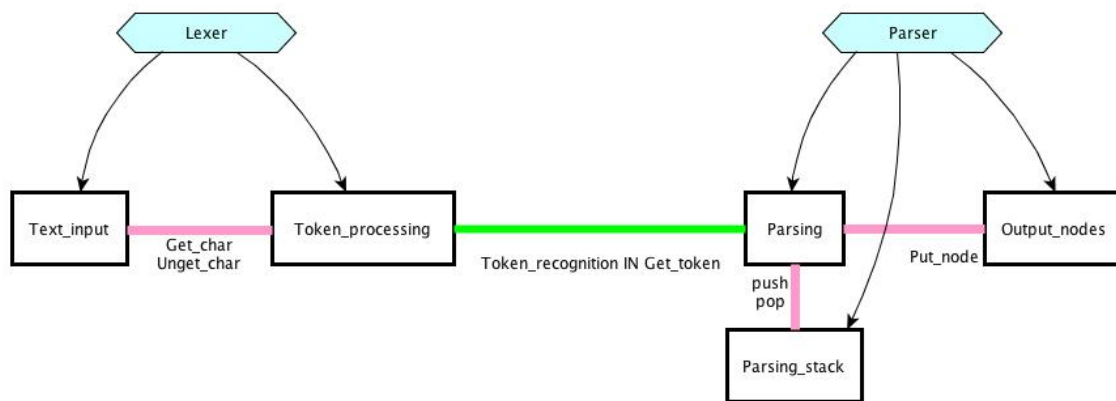 Lexer
Parser
Text_input
Token_processing
Parsing
Output_nodes
Get_char
Unget_char
Token_recognition IN Get_token
Put_node
push
pop
Parsing_stack